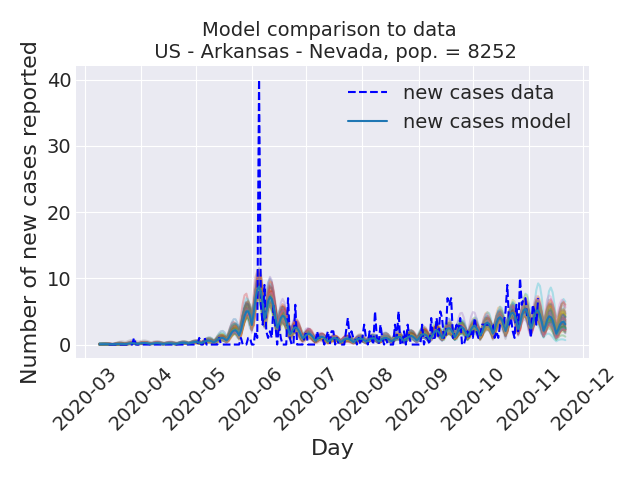 Model comparison to data
US - Arkansas - Nevada, pop. = 8252
Number of new cases reported
40
30
20
10
0
new cases data
new cases model
2020-03
2020-04
2020-05
2020-06
2020-07
2020-08
2020-09
2020-10
2020-11
2020-12
Day